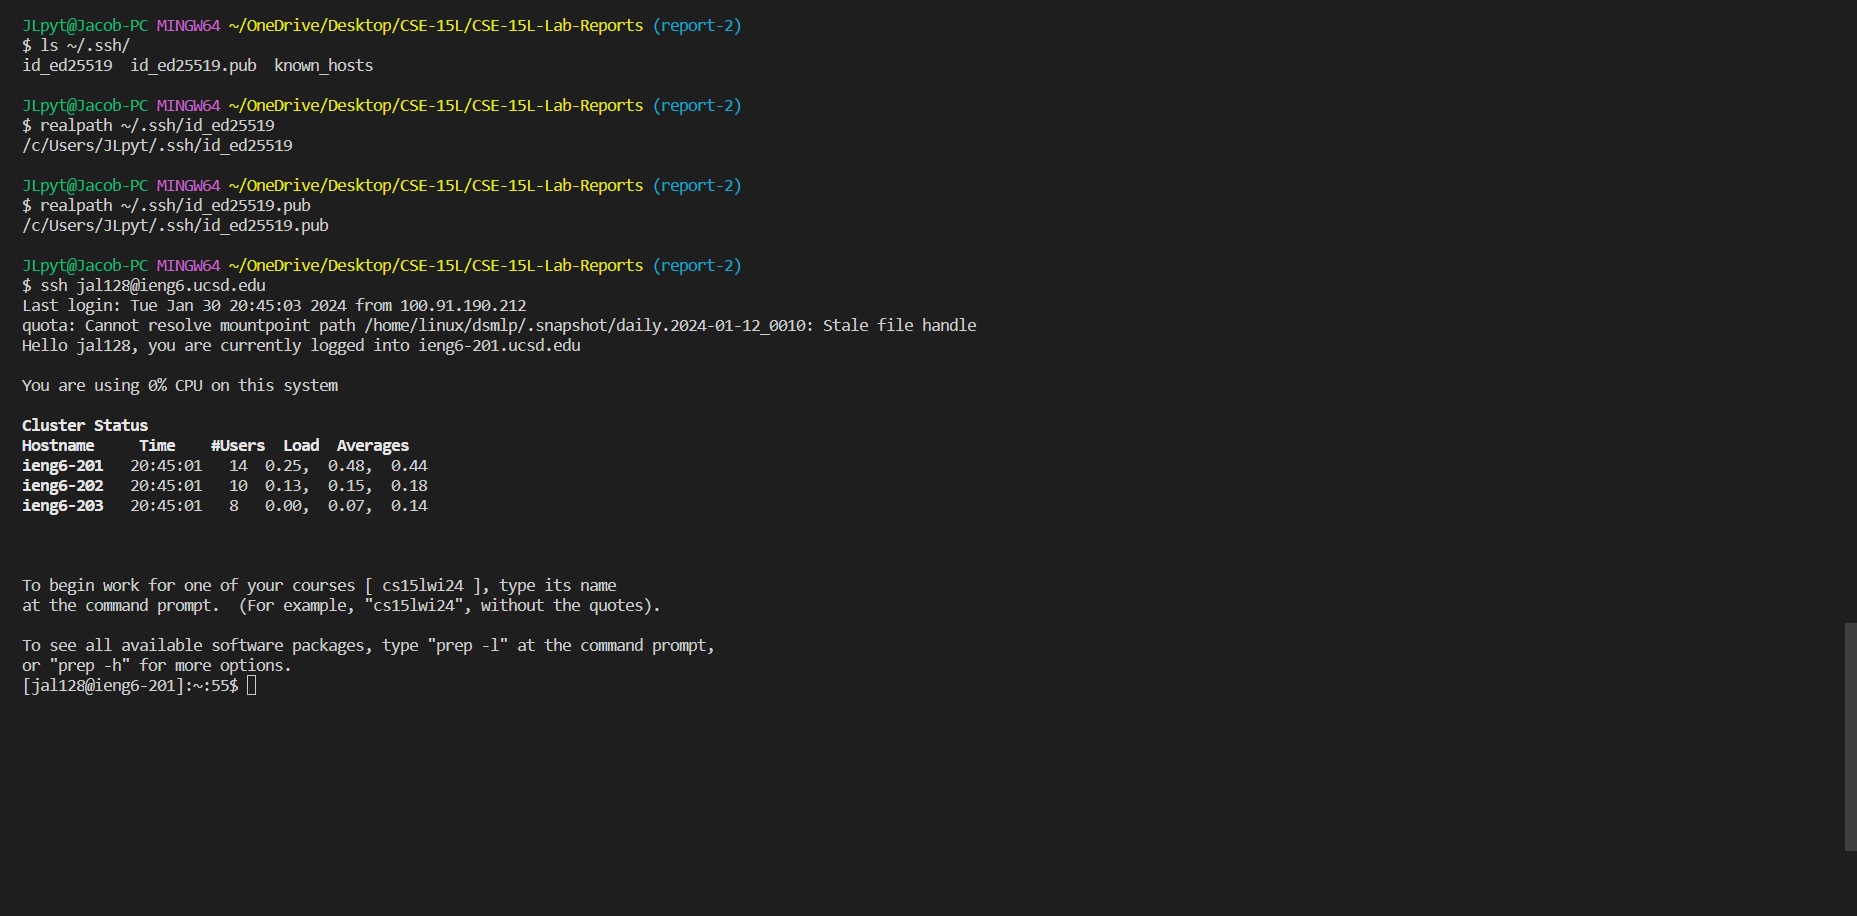 JLpyt@Jacob-PC MINGW64 ~/OneDrive/Desktop/CSE-15L/CSE-15L-Lab-Reports (report-2)
$ ls ~/.ssh/
id_ed25519  id_ed25519.pub  known_hosts

JLpyt@Jacob-PC MINGW64 ~/OneDrive/Desktop/CSE-15L/CSE-15L-Lab-Reports (report-2)
$ realpath ~/.ssh/id_ed25519
/c/Users/JLpyt/.ssh/id_ed25519

JLpyt@Jacob-PC MINGW64 ~/OneDrive/Desktop/CSE-15L/CSE-15L-Lab-Reports (report-2)
$ realpath ~/.ssh/id_ed25519.pub
/c/Users/JLpyt/.ssh/id_ed25519.pub

JLpyt@Jacob-PC MINGW64 ~/OneDrive/Desktop/CSE-15L/CSE-15L-Lab-Reports (report-2)
$ ssh jal128@ieng6.ucsd.edu
Last login: Tue Jan 30 20:45:03 2024 from 100.91.190.212
quota: Cannot resolve mountpoint path /home/linux/dsmlp/.snapshot/daily.2024-01-12_0010: Stale file handle
Hello jal128, you are currently logged into ieng6-201.ucsd.edu

You are using 0% CPU on this system

Cluster Status
Hostname     Time    #Users  Load  Averages
ieng6-201   20:45:01   14  0.25,  0.48,  0.44
ieng6-202   20:45:01   10  0.13,  0.15,  0.18
ieng6-203   20:45:01   8   0.00,  0.07,  0.14

To begin work for one of your courses [ cs15lwi24 ], type its name
at the command prompt.  (For example, "cs15lwi24", without the quotes).

To see all available software packages, type "prep -l" at the command prompt,
or "prep -h" for more options.
[jal128@ieng6-201]:~:55$